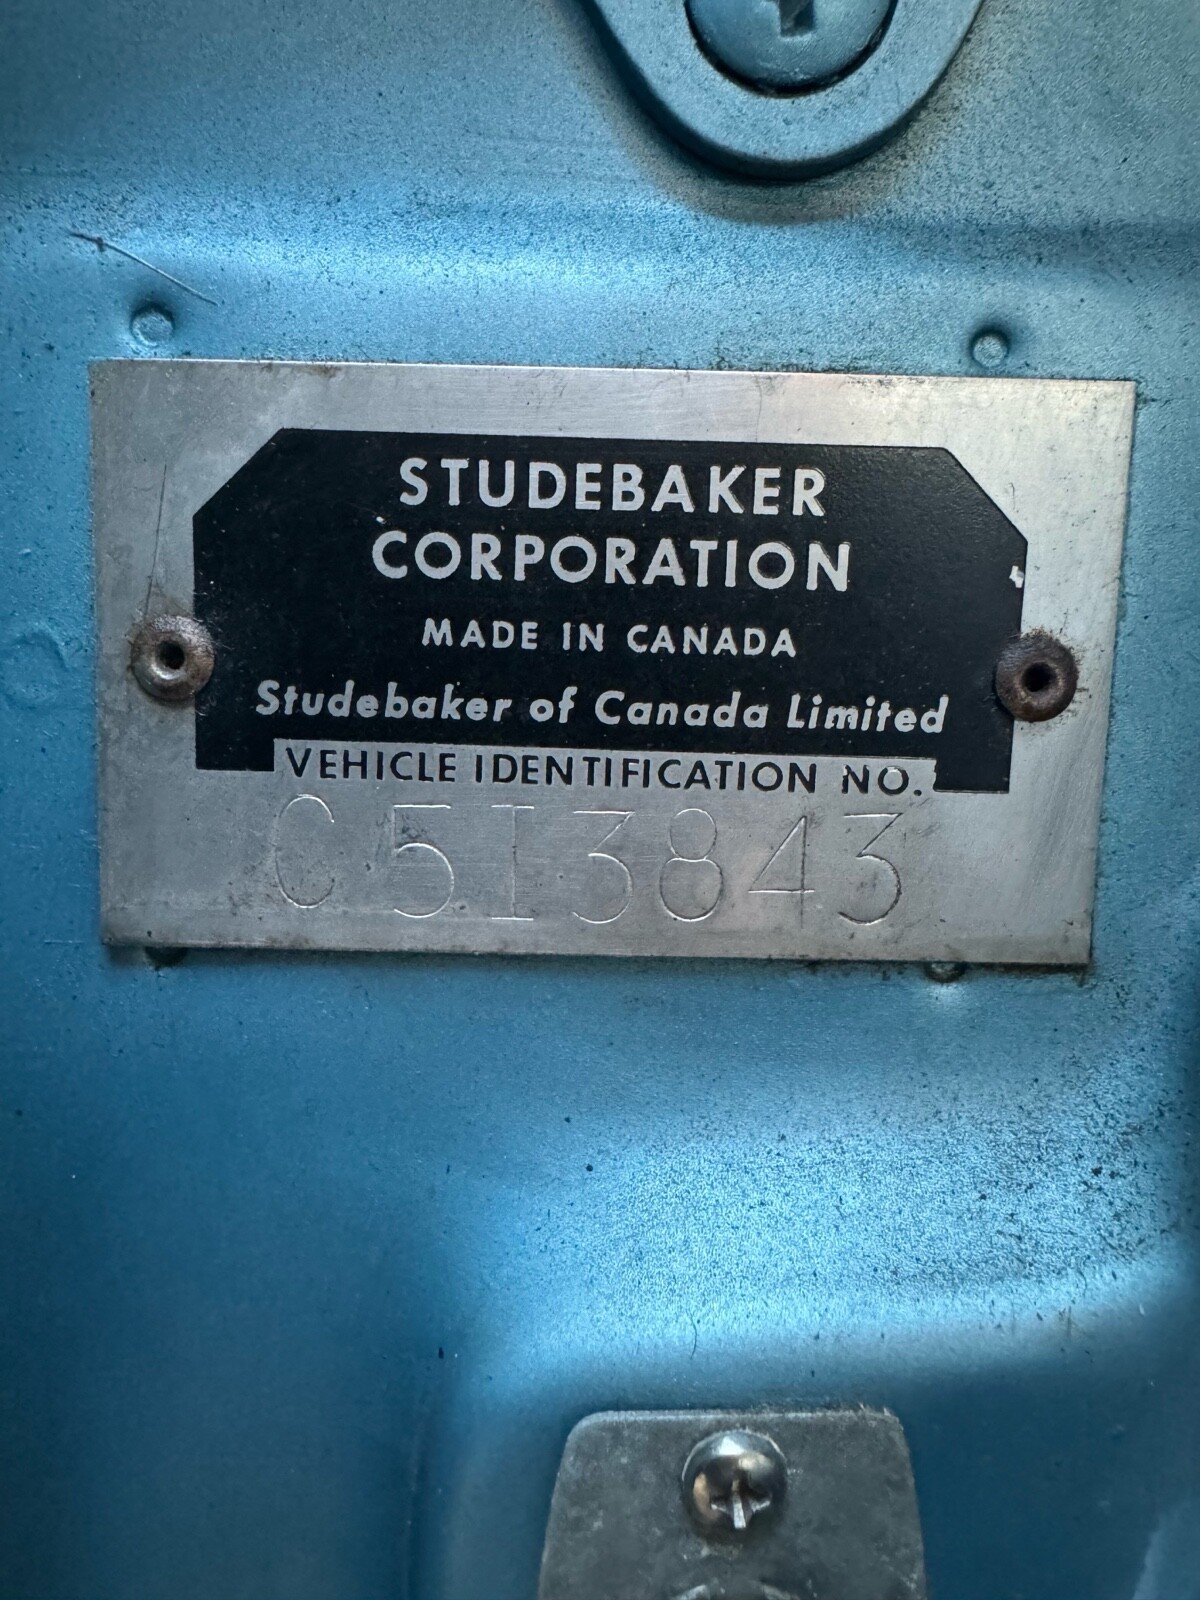 STUDEBAKER
CORPORATION
MADE IN CANADA
Studebaker of Canada Limited
VEHICLE IDENTIFICATION NO.
C513843